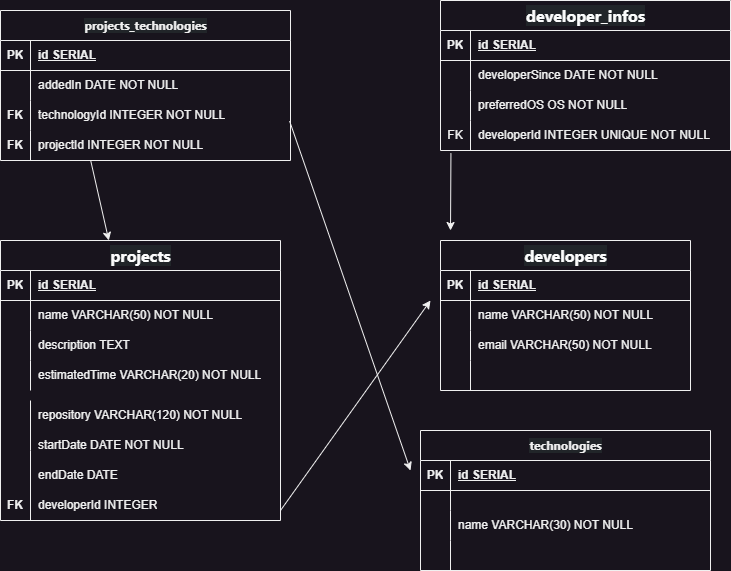 projects_technologies
PK id SERIAL
addedIn DATE NOT NULL
FK technologyId INTEGER NOT NULL
FK projectId INTEGER NOT NULL
developer_infos
PK id SERIAL
developerSince DATE NOT NULL
preferredOS OS NOT NULL
FK developerId INTEGER UNIQUE NOT NULL
projects
PK id SERIAL
name VARCHAR(50) NOT NULL
description TEXT
estimatedTime VARCHAR(20) NOT NULL
repository VARCHAR(120) NOT NULL
startDate DATE NOT NULL
endDate DATE
FK developerId INTEGER
developers
PK id SERIAL
name VARCHAR(50) NOT NULL
email VARCHAR(50) NOT NULL
technologies
PK id SERIAL
name VARCHAR(30) NOT NULL